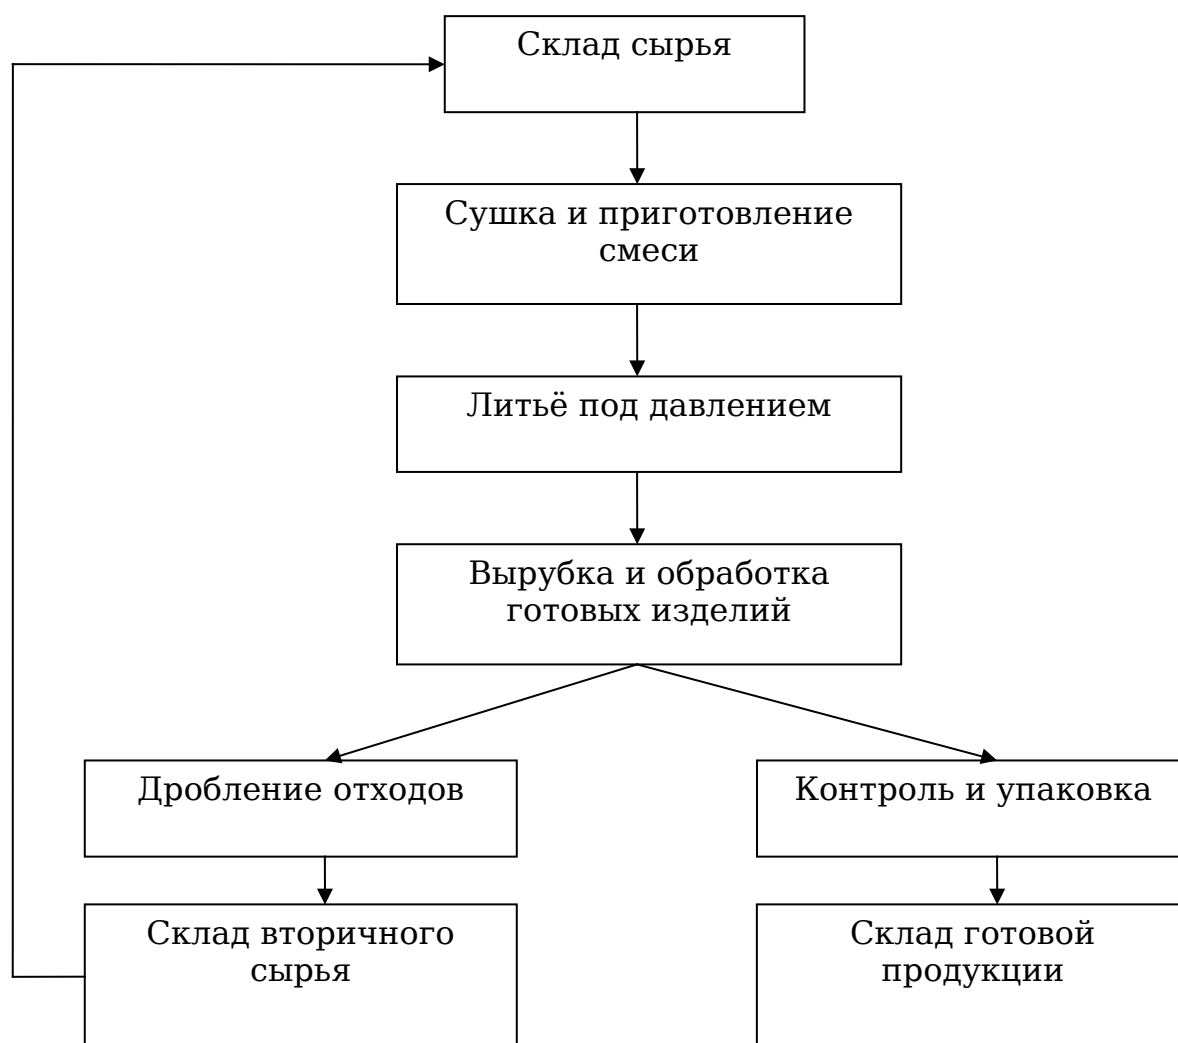 Склад сырья
Сушка и приготовление
смеси
Литьё под давлением
Вырубка и обработка
готовых изделий
Дробление отходов
Контроль и упаковка
Склад вторичного
сырья
Склад готовой
продукции